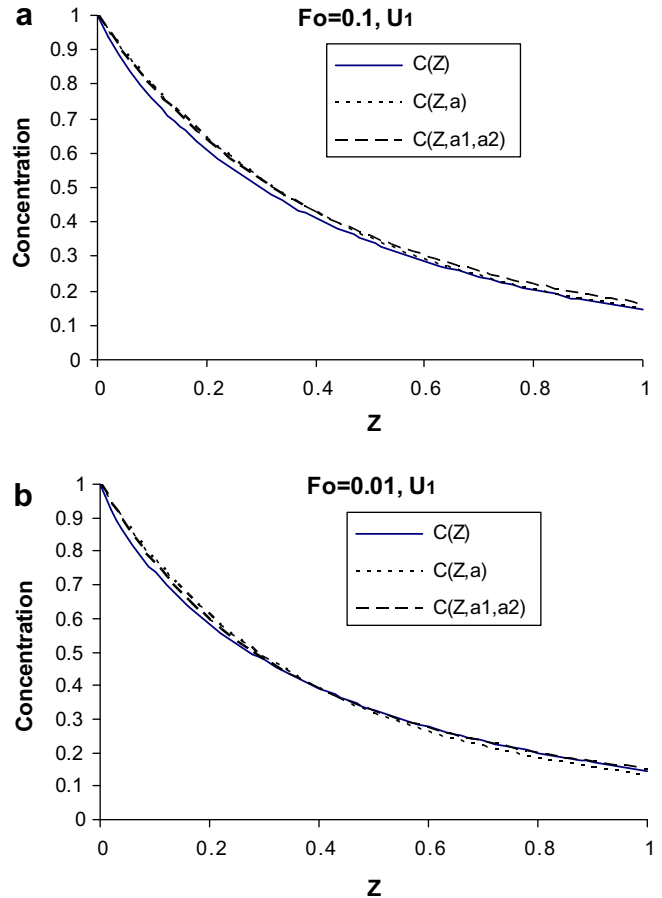 a
Fo=0.1, U1
C(Z)
C(Z,a)
C(Z,a1,a2)
Concentration
1
0.9
0.8
0.7
0.6
0.5
0.4
0.3
0.2
0.1
0
0 0.2 0.4 0.6 0.8 1
Z
b
Fo=0.01, U1
C(Z)
C(Z,a)
C(Z,a1,a2)
Concentration
1
0.9
0.8
0.7
0.6
0.5
0.4
0.3
0.2
0.1
0
0 0.2 0.4 0.6 0.8 1
Z